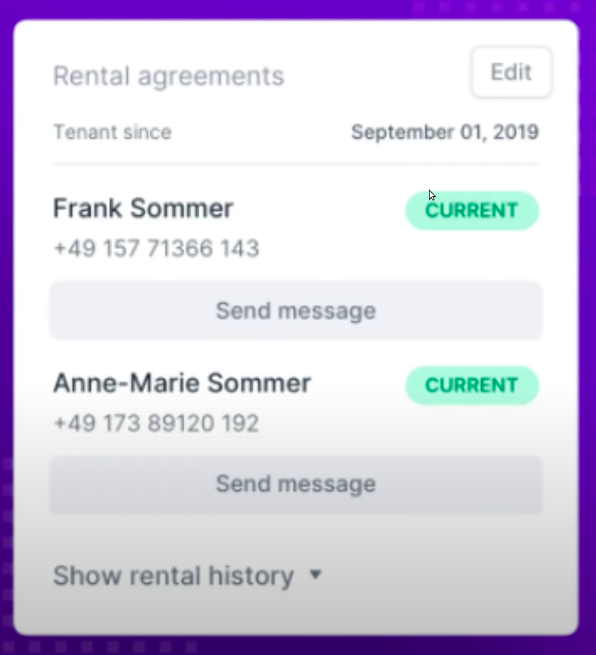 Rental agreements
Edit
Tenant since
September 01, 2019
Frank Sommer
CURRENT
+49 157 71366 143
Send message
Anne-Marie Sommer
CURRENT
+49 173 89120 192
Send message
Show rental history